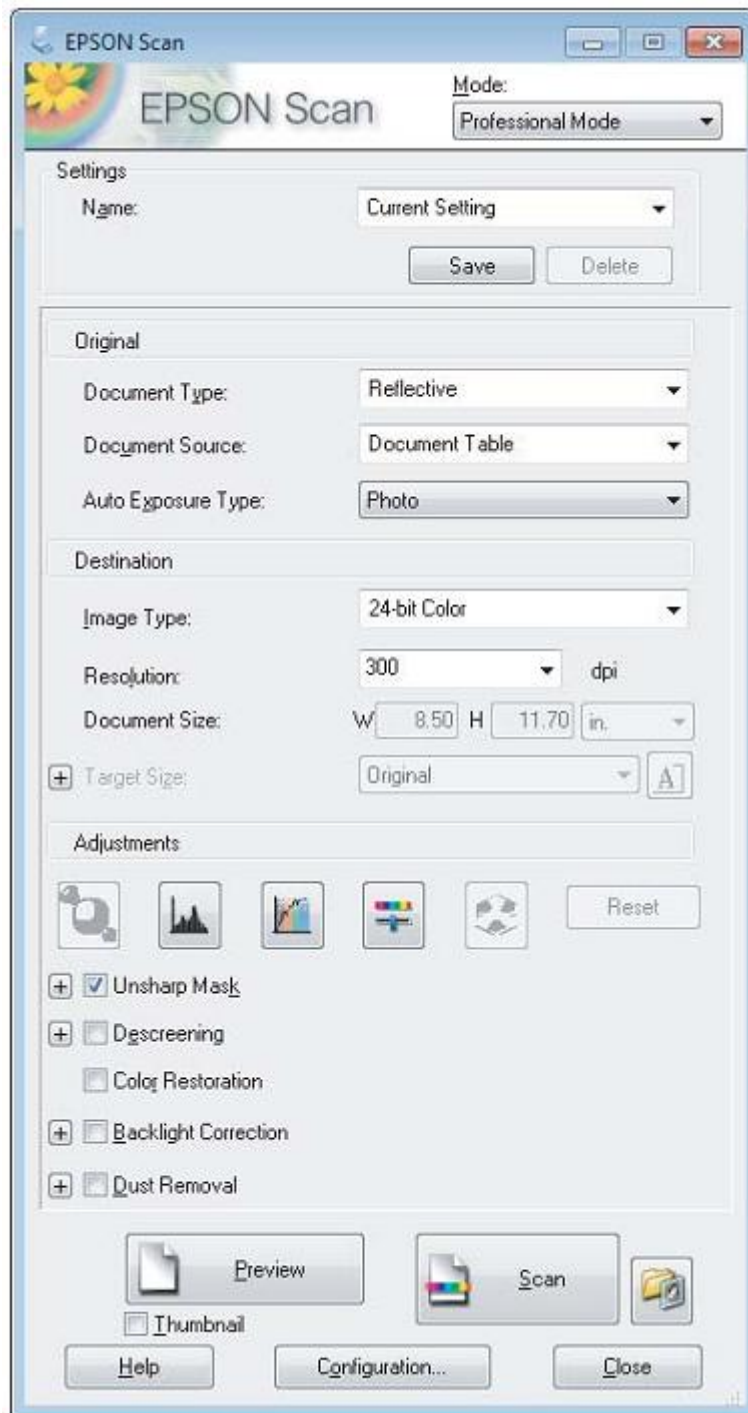 EPSON Scan
EPSON Scan
Mode:
Professional Mode
Settings
Name:
Current Setting
Save
Delete
Original
Document Type:
Reflective
Document Source:
Document Table
Auto Exposure Type:
Photo
Destination
Image Type:
24-bit Color
Resolution:
300
dpi
Document Size:
W 8.50 H 11.70 in.
Target Size:
Original
A
Adjustments
Reset
Unsharp Mask
Descreening
Color Restoration
Backlight Correction
Dust Removal
Preview
Scan
Thumbnail
Help
Configuration...
Close